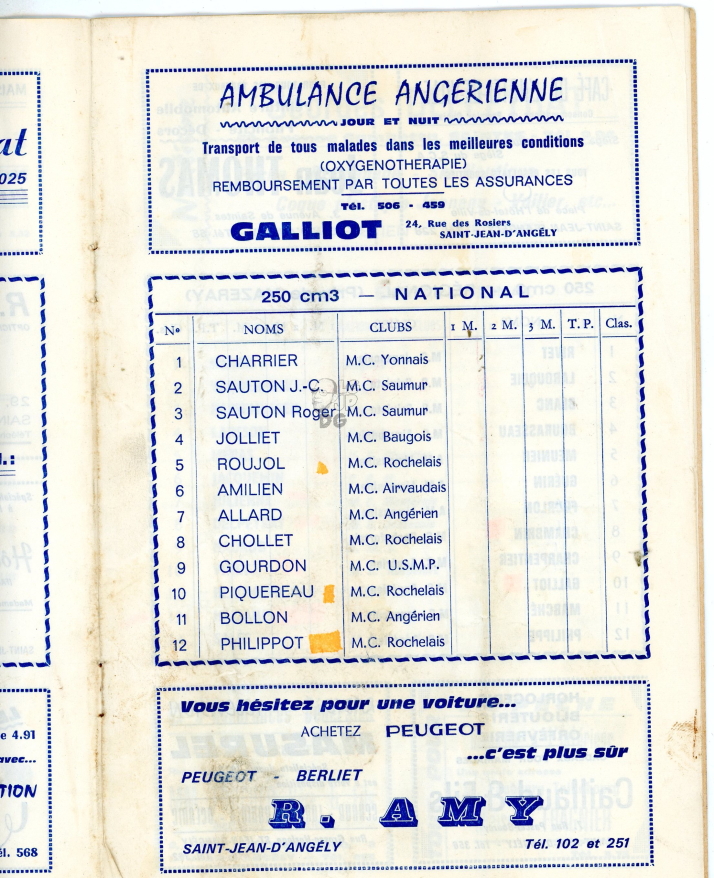 at
025
J.:
e 4.91
avec...
TION
él. 568
AMBULANCE ANGÉRIENNE
JOUR ET NUIT
Transport de tous malades dans les meilleures conditions
(OXYGENOTHERAPIE)
REMBOURSEMENT PAR TOUTES LES ASSURANCES
Tél. 506 - 459
GALLIOT 24, Rue des Rosiers
SAINT-JEAN-D'ANGÉLY
250 cm3 — NATIONAL
Nº NOMS CLUBS 1 M. 2 M. 3 M. T.P. Clas.
1 CHARRIER M.C. Yonnais
2 SAUTON J.-C. M.C. Saumur
3 SAUTON Roger M.C. Saumur
4 JOLLIET M.C. Baugois
5 ROUJOL M.C. Rochelais
6 AMILIEN M.C. Airvaudais
7 ALLARD M.C. Angérien
8 CHOLLET M.C. Rochelais
9 GOURDON M.C. U.S.M.P.
10 PIQUEREAU M.C. Rochelais
11 BOLLON M.C. Angérien
12 PHILIPPOT M.C. Rochelais
DG
Vous hésitez pour une voiture...
ACHETEZ PEUGEOT
...c'est plus sûr
PEUGEOT - BERLIET
R. AMY
SAINT-JEAN-D'ANGÉLY Tél. 102 et 251